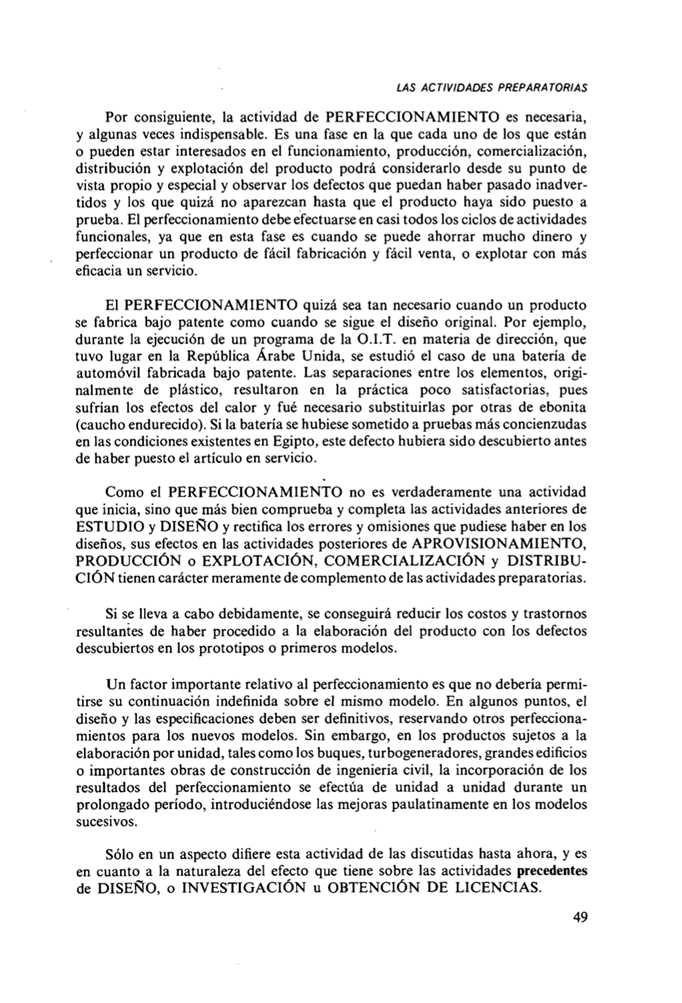 LAS ACTIVIDADES PREPARATORIAS
Por consiguiente, la actividad de PERFECCIONAMIENTO es necesaria,
y algunas veces indispensable. Es una fase en la que cada uno de los que están
o pueden estar interesados en el funcionamiento, producción, comercialización,
distribución y explotación del producto podrá considerarlo desde su punto de
vista propio y especial y observar los defectos que puedan haber pasado inadver-
tidos y los que quizá no aparezcan hasta que el producto haya sido puesto a
prueba. El perfeccionamiento debe efectuarse en casi todos los ciclos de actividades
funcionales, ya que en esta fase es cuando se puede ahorrar mucho dinero y
perfeccionar un producto de fácil fabricación y fácil venta, o explotar con más
eficacia un servicio.
El PERFECCIONAMIENTO quizá sea tan necesario cuando un producto
se fabrica bajo patente como cuando se sigue el diseño original. Por ejemplo,
durante la ejecución de un programa de la O.I.T. en materia de dirección, que
tuvo lugar en la República Árabe Unida, se estudió el caso de una batería de
automóvil fabricada bajo patente. Las separaciones entre los elementos, origi-
nalmente de plástico, resultaron en la práctica poco satisfactorias, pues
sufrían los efectos del calor y fué necesario substituirlas por otras de ebonita
(caucho endurecido). Si la batería se hubiese sometido a pruebas más concienzudas
en las condiciones existentes en Egipto, este defecto hubiera sido descubierto antes
de haber puesto el artículo en servicio.
Como el PERFECCIONAMIENTO no es verdaderamente una actividad
que inicia, sino que más bien comprueba y completa las actividades anteriores de
ESTUDIO y DISEÑO y rectifica los errores y omisiones que pudiese haber en los
diseños, sus efectos en las actividades posteriores de APROVISIONAMIENTO,
PRODUCCIÓN o EXPLOTACIÓN, COMERCIALIZACIÓN y DISTRIBU-
CIÓN tienen carácter meramente de complemento de las actividades preparatorias.
Si se lleva a cabo debidamente, se conseguirá reducir los costos y trastornos
resultantes de haber procedido a la elaboración del producto con los defectos
descubiertos en los prototipos o primeros modelos.
Un factor importante relativo al perfeccionamiento es que no debería permi-
tirse su continuación indefinida sobre el mismo modelo. En algunos puntos, el
diseño y las especificaciones deben ser definitivos, reservando otros perfecciona-
mientos para los nuevos modelos. Sin embargo, en los productos sujetos a la
elaboración por unidad, tales como los buques, turbogeneradores, grandes edificios
o importantes obras de construcción de ingeniería civil, la incorporación de los
resultados del perfeccionamiento se efectúa de unidad a unidad durante un
prolongado período, introduciéndose las mejoras paulatinamente en los modelos
sucesivos.
Sólo en un aspecto difiere esta actividad de las discutidas hasta ahora, y es
en cuanto a la naturaleza del efecto que tiene sobre las actividades precedentes
de DISEÑO, o INVESTIGACIÓN u OBTENCIÓN DE LICENCIAS.
49